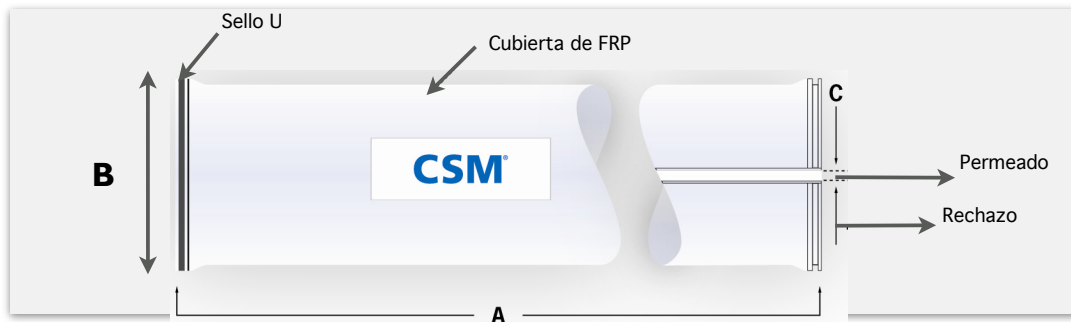 Sello U
Cubierta de FRP
B
CSM®
C
Permeado
Rechazo
A